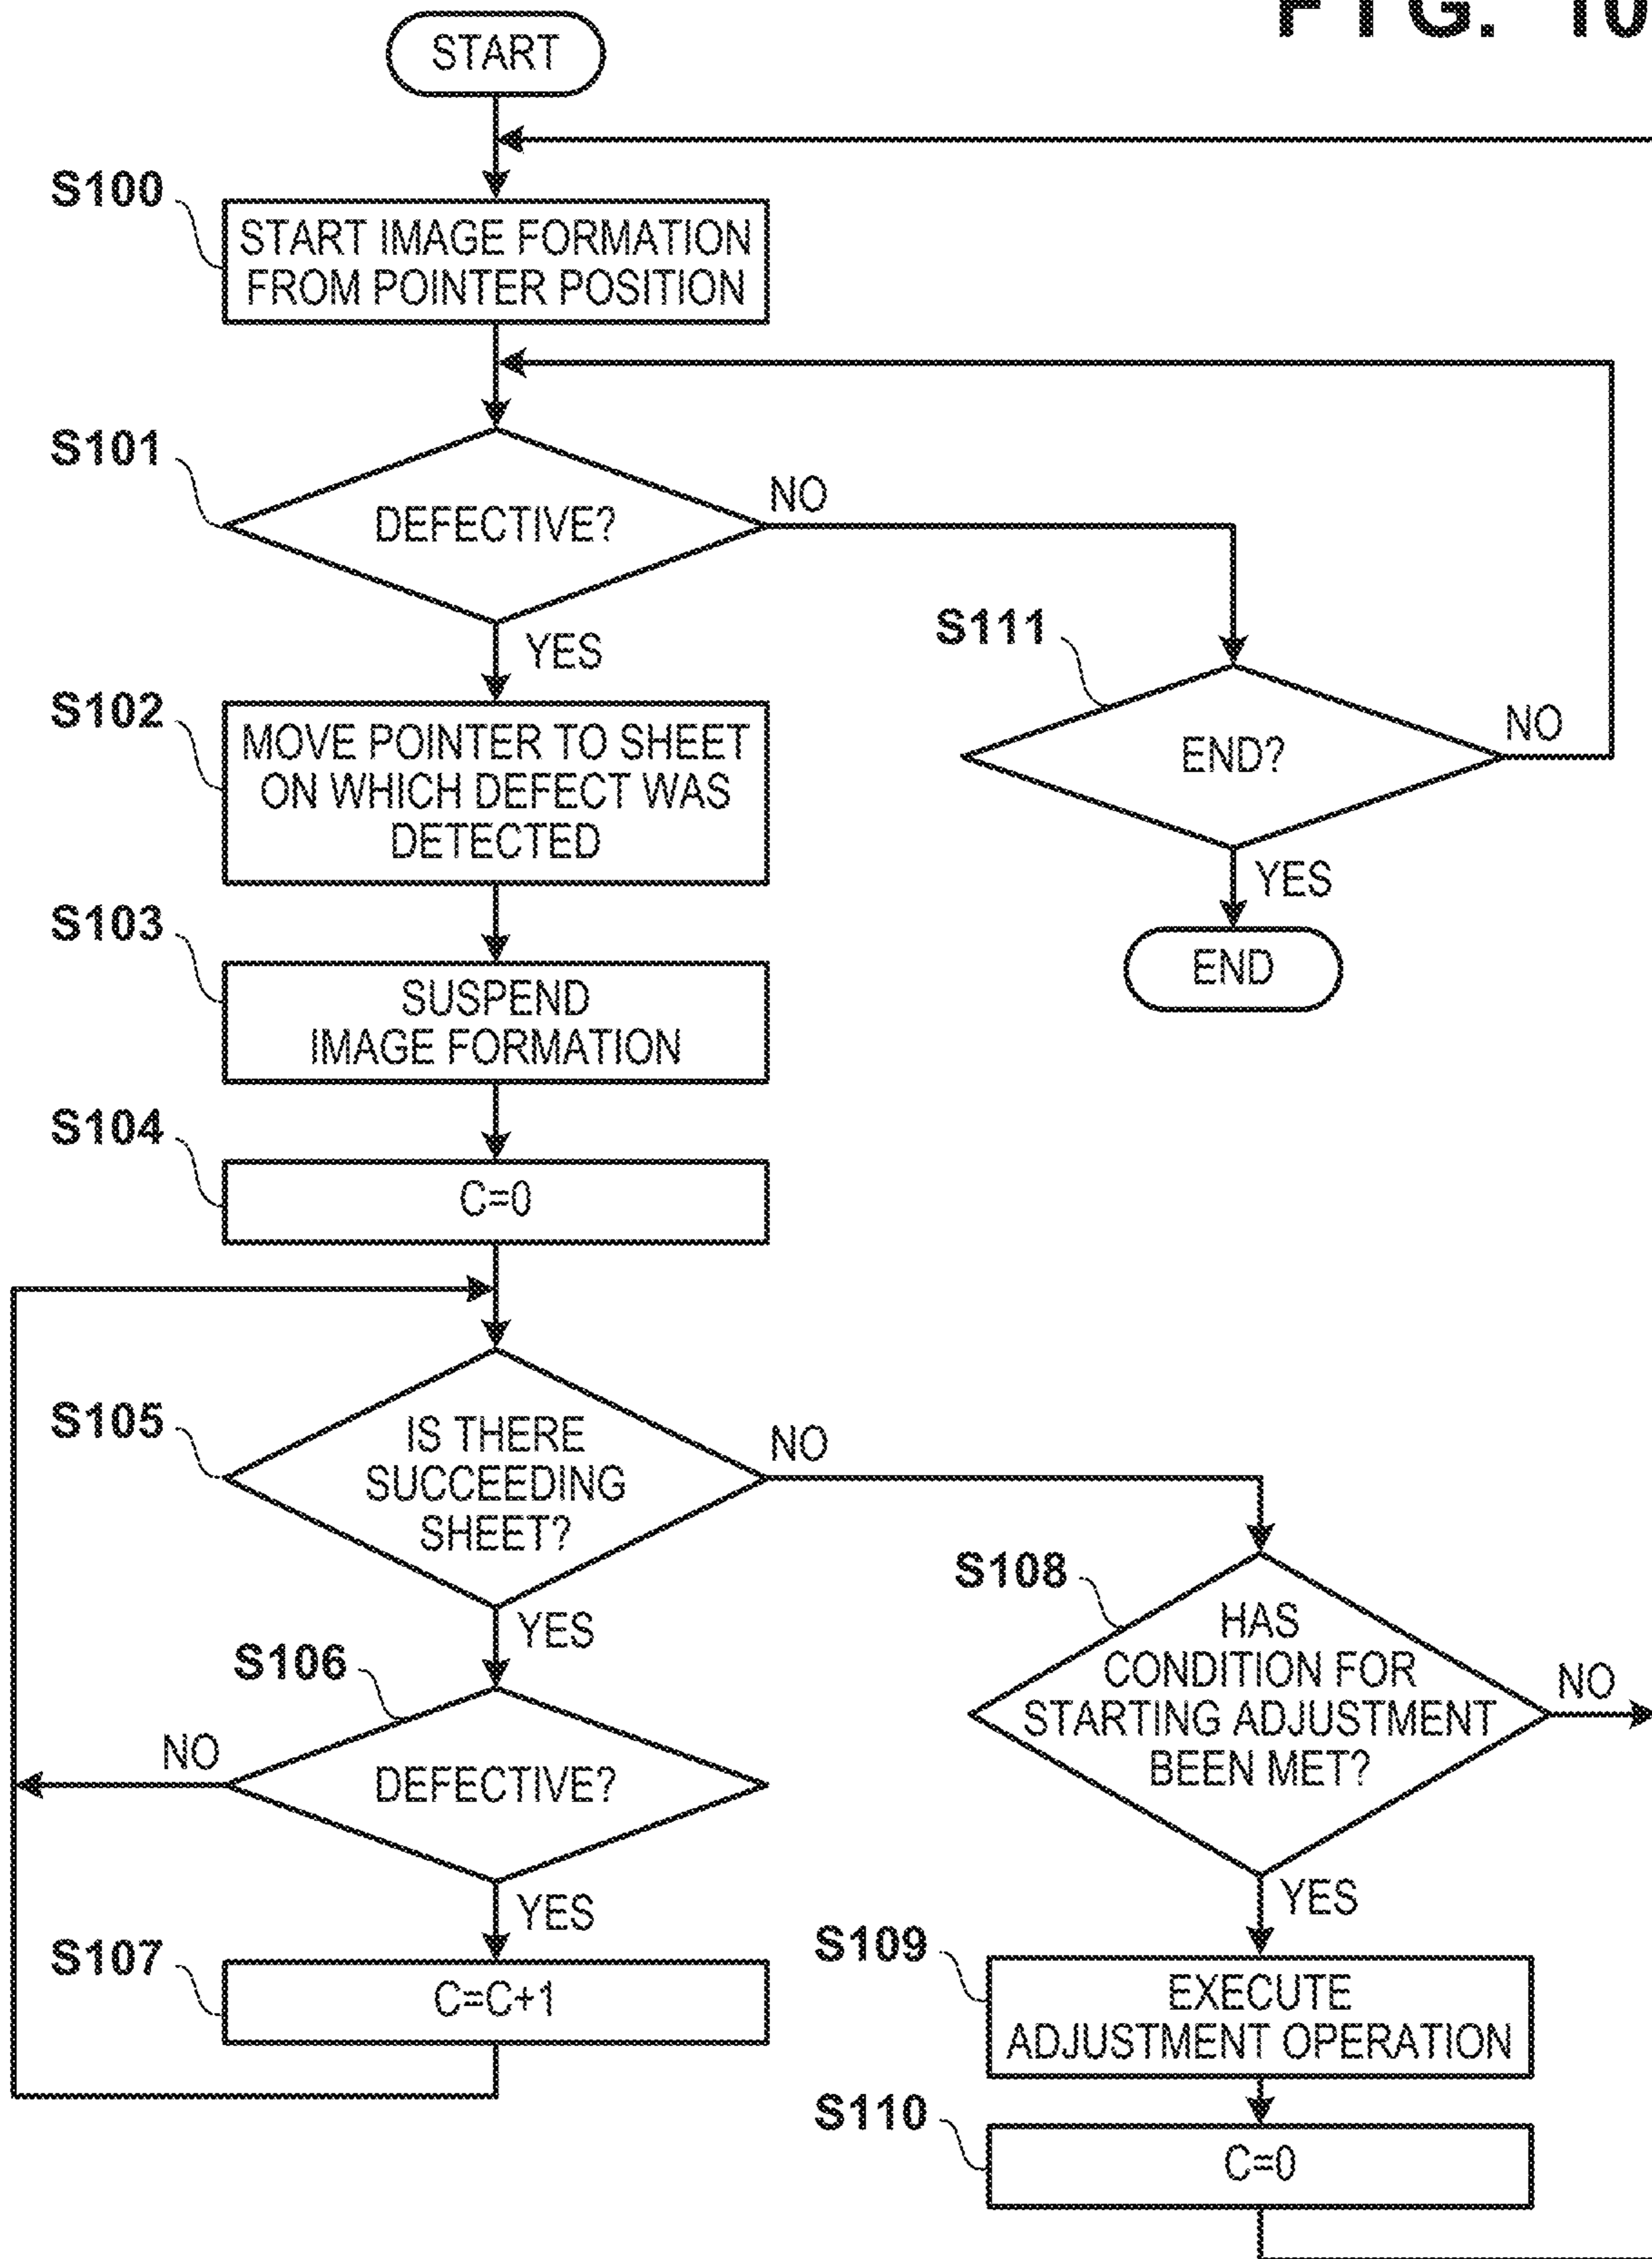 FIG. 10
START
S100
START IMAGE FORMATION
FROM POINTER POSITION
S101
DEFECTIVE?
NO
YES
S111
END?
NO
YES
END
S102
MOVE POINTER TO SHEET
ON WHICH DEFECT WAS
DETECTED
S103
SUSPEND
IMAGE FORMATION
S104
C=0
S105
IS THERE
SUCCEEDING
SHEET?
NO
YES
S106
DEFECTIVE?
NO
YES
S107
C=C+1
S108
HAS
CONDITION FOR
STARTING ADJUSTMENT
BEEN MET?
NO
YES
S109
EXECUTE
ADJUSTMENT OPERATION
S110
C=0